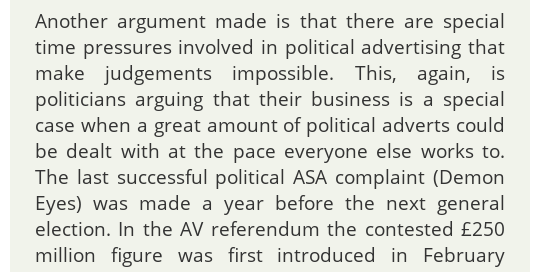 Another argument made is that there are special
time pressures involved in political advertising that
make judgements impossible. This, again, is
politicians arguing that their business is a special
case when a great amount of political adverts could
be dealt with at the pace everyone else works to.
The last successful political ASA complaint (Demon
Eyes) was made a year before the next general
election. In the AV referendum the contested £250
million figure was first introduced in February